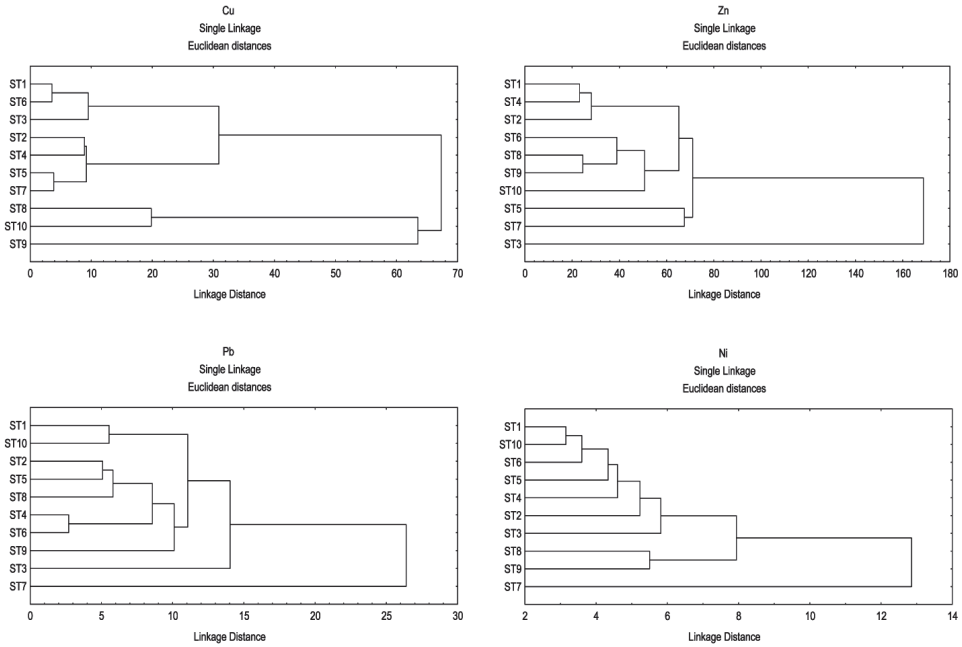 Cu
Single Linkage
Euclidean distances
ST1
ST6
ST3
ST2
ST4
ST5
ST7
ST8
ST10
ST9
0 10 20 30 40 50 60 70
Linkage Distance
Zn
Single Linkage
Euclidean distances
ST1
ST4
ST2
ST6
ST8
ST9
ST10
ST5
ST7
ST3
0 20 40 60 80 100 120 140 160 180
Linkage Distance
Pb
Single Linkage
Euclidean distances
ST1
ST10
ST2
ST5
ST8
ST4
ST6
ST9
ST3
ST7
0 5 10 15 20 25 30
Linkage Distance
Ni
Single Linkage
Euclidean distances
ST1
ST10
ST6
ST5
ST4
ST2
ST3
ST8
ST9
ST7
2 4 6 8 10 12 14
Linkage Distance